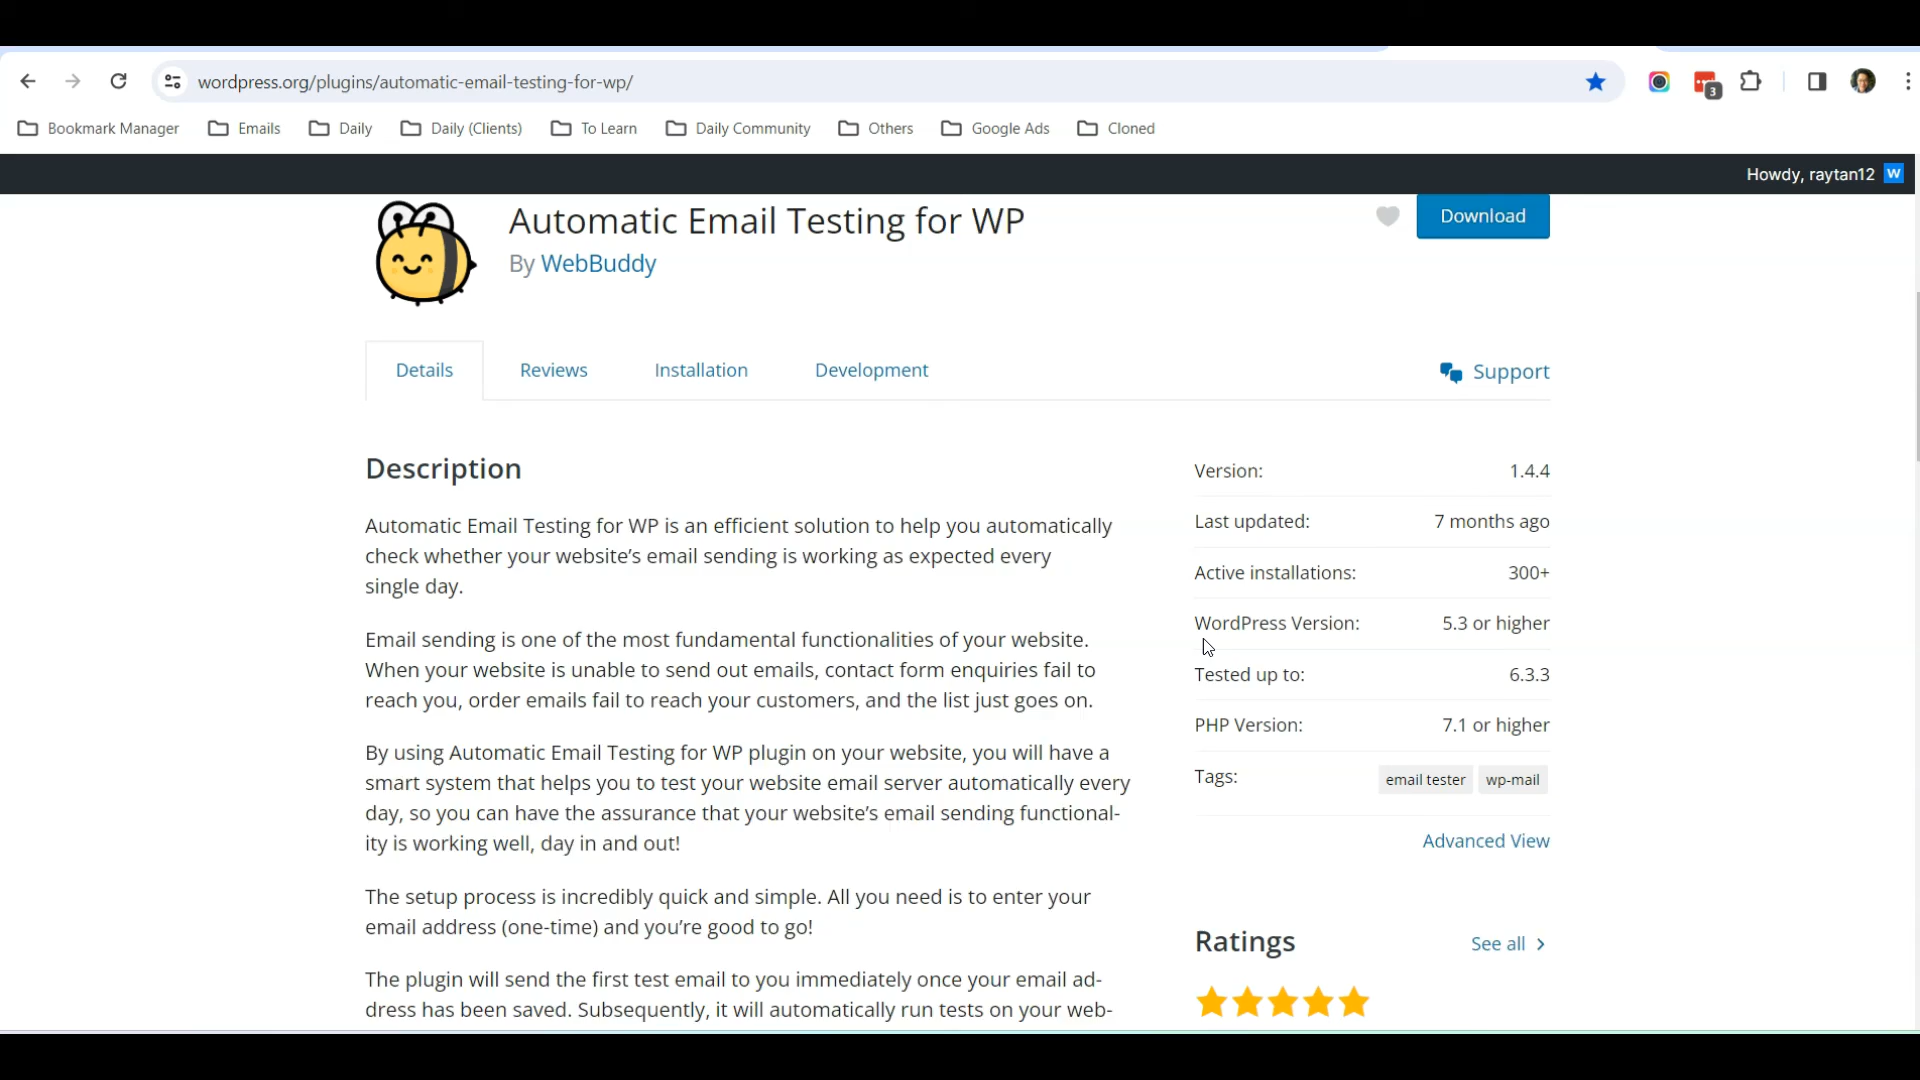 wordpress.org/plugins/automatic-email-testing-for-wp/
3
Bookmark Manager
Emails
Daily
Daily (Clients)
To Learn
Daily Community
Others
Google Ads
Cloned
Howdy, raytan12
W
Automatic Email Testing for WP
Download
By WebBuddy
Details
Reviews
Installation
Development
Support
Description
Automatic Email Testing for WP is an efficient solution to help you automatically
check whether your website’s email sending is working as expected every
single day.
Email sending is one of the most fundamental functionalities of your website.
When your website is unable to send out emails, contact form enquiries fail to
reach you, order emails fail to reach your customers, and the list just goes on.
By using Automatic Email Testing for WP plugin on your website, you will have a
smart system that helps you to test your website email server automatically every
day, so you can have the assurance that your website’s email sending functional-
ity is working well, day in and out!
The setup process is incredibly quick and simple. All you need is to enter your
email address (one-time) and you’re good to go!
The plugin will send the first test email to you immediately once your email ad-
dress has been saved. Subsequently, it will automatically run tests on your web-
Version: 1.4.4
Last updated: 7 months ago
Active installations: 300+
WordPress Version: 5.3 or higher
Tested up to: 6.3.3
PHP Version: 7.1 or higher
Tags: email tester wp-mail
Advanced View
Ratings
See all